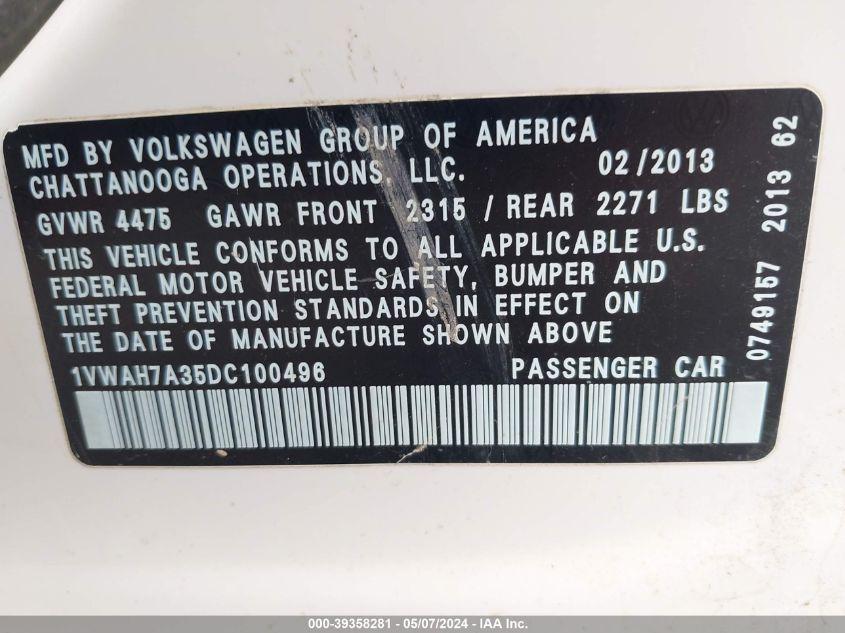 MFD BY VOLKSWAGEN GROUP OF AMERICA
CHATTANOOGA OPERATIONS, LLC. 02/2013
GVWR 4475 GAWR FRONT 2315 / REAR 2271 LBS
THIS VEHICLE CONFORMS TO ALL APPLICABLE U.S.
FEDERAL MOTOR VEHICLE SAFETY, BUMPER AND
THEFT PREVENTION STANDARDS IN EFFECT ON
THE DATE OF MANUFACTURE SHOWN ABOVE
1VWAH7A35DC100496 PASSENGER CAR
0749157 2013 62
000-39358281 - 05/07/2024 - IAA Inc.